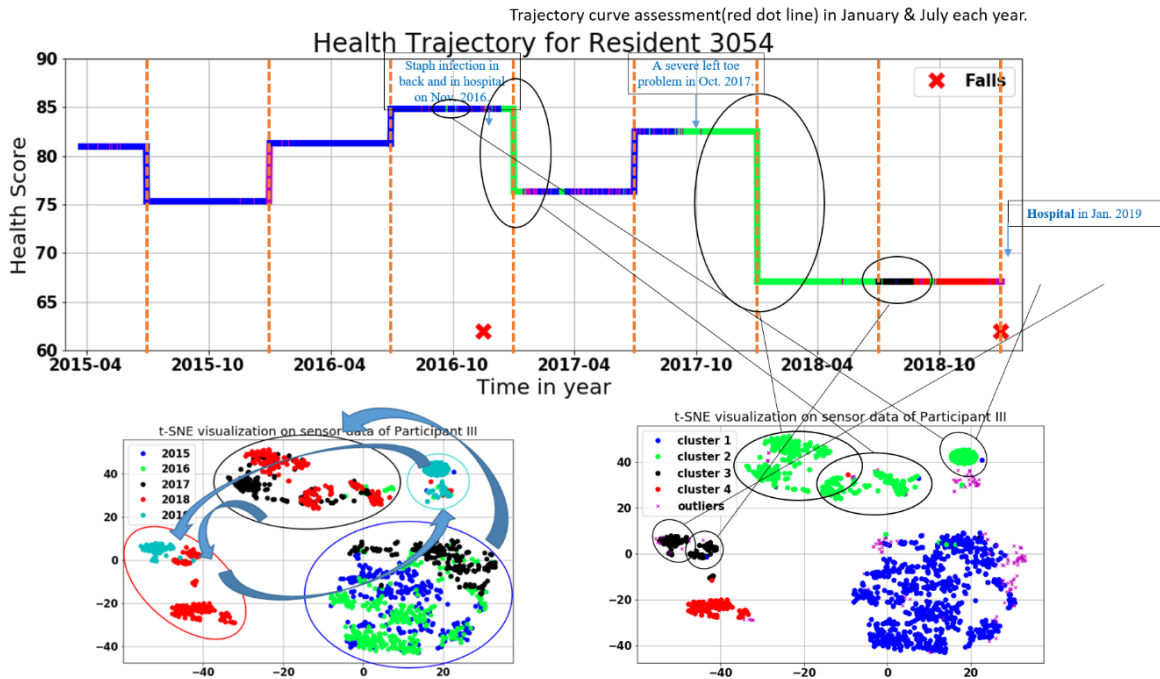 Trajectory curve assessment(red dot line) in January & July each year.
Health Trajectory for Resident 3054
90
85
80
75
70
65
60
Health Score
Staph infection in
back and in hospital
on Nov. 2016.
A severe left toe
problem in Oct. 2017.
Falls
Hospital in Jan. 2019
2015-04
2015-10
2016-04
2016-10
2017-04
2017-10
2018-04
2018-10
Time in year
t-SNE visualization on sensor data of Participant III
2015
2016
2017
2018
40
20
0
−20
−40
−40
−20
0
20
t-SNE visualization on sensor data of Participant III
cluster 1
cluster 2
cluster 3
cluster 4
outliers
40
20
0
−20
−40
−60
−40
−20
0
20